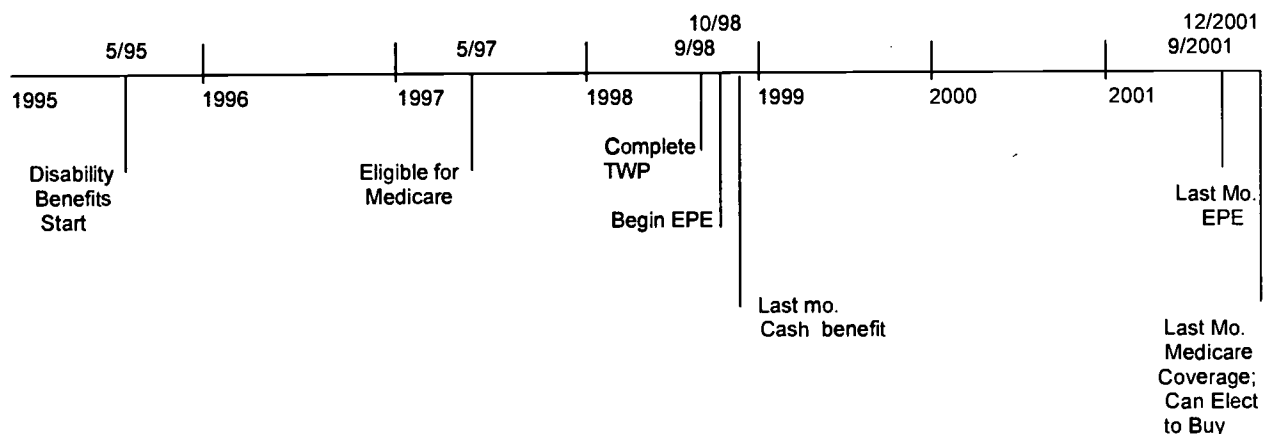 10/98
12/2001
5/95
5/97
9/98
9/2001
1995
1996
1997
1998
1999
2000
2001
Disability
Benefits
Start
Eligible for
Medicare
Complete
TWP
Begin EPE
Last mo.
Cash benefit
Last Mo.
EPE
Last Mo.
Medicare
Coverage;
Can Elect
to Buy